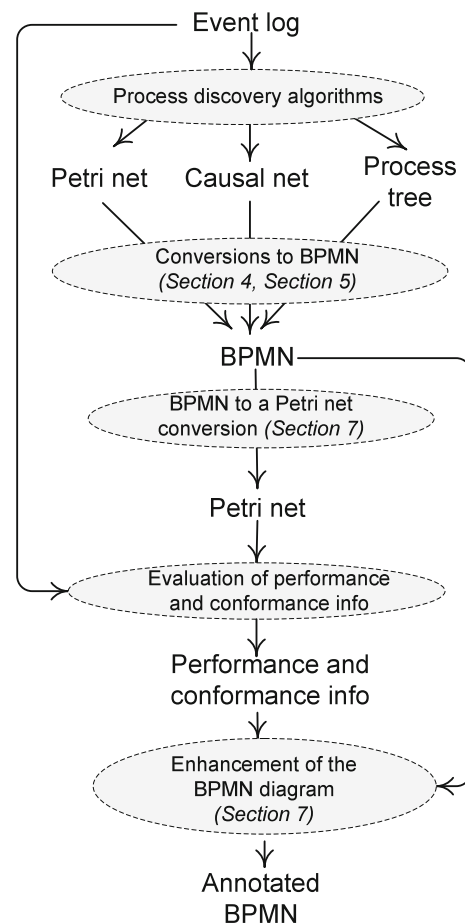 Event log
Process discovery algorithms
Petri net
Causal net
Process
tree
Conversions to BPMN
(Section 4, Section 5)
BPMN
BPMN to a Petri net
conversion (Section 7)
Petri net
Evaluation of performance
and conformance info
Performance and
conformance info
Enhancement of the
BPMN diagram
(Section 7)
Annotated
BPMN